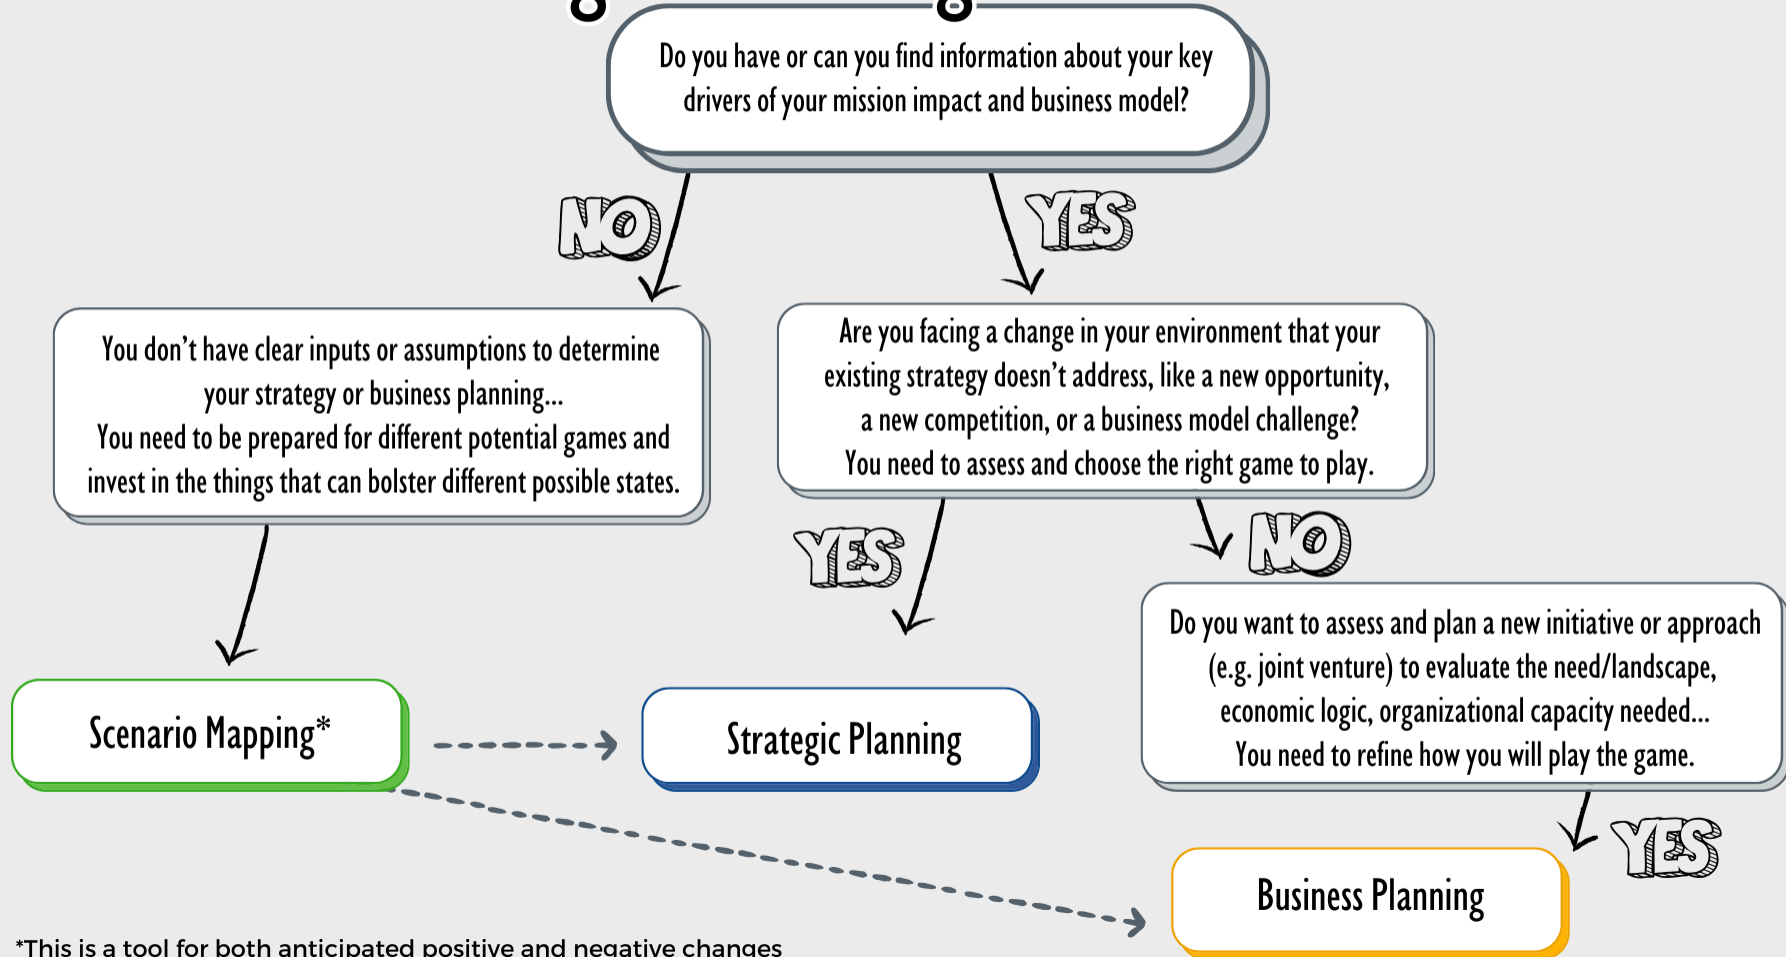 Do you have or can you find information about your key
drivers of your mission impact and business model?
NO
YES
You don't have clear inputs or assumptions to determine
your strategy or business planning...
You need to be prepared for different potential games and
invest in the things that can bolster different possible states.
Are you facing a change in your environment that your
existing strategy doesn't address, like a new opportunity,
a new competition, or a business model challenge?
You need to assess and choose the right game to play.
YES
NO
Do you want to assess and plan a new initiative or approach
(e.g. joint venture) to evaluate the need/landscape,
economic logic, organizational capacity needed...
You need to refine how you will play the game.
Scenario Mapping*
Strategic Planning
YES
Business Planning
*This is a tool for both anticipated positive and negative changes